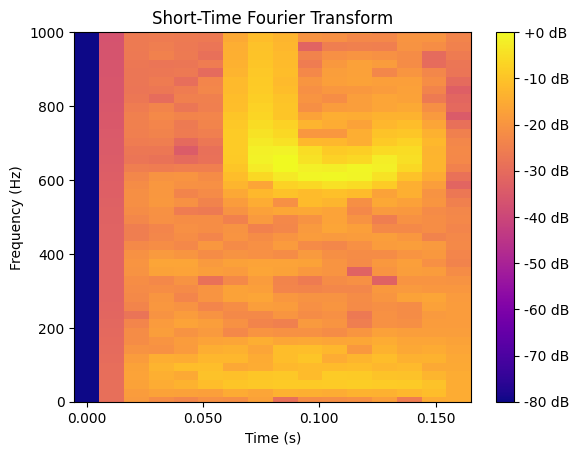 Short-Time Fourier Transform
1000
800
600
400
200
0
Frequency (Hz)
0.000
0.050
0.100
0.150
Time (s)
+0 dB
-10 dB
-20 dB
-30 dB
-40 dB
-50 dB
-60 dB
-70 dB
-80 dB